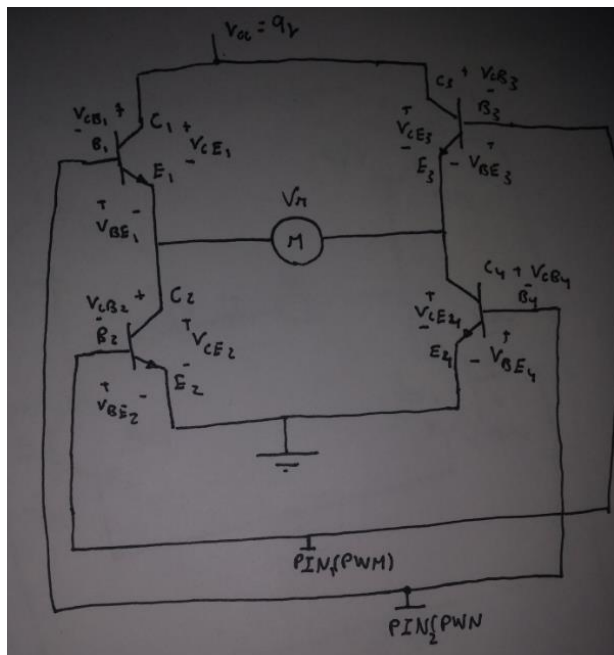 Vcc = 9v
VCB1 + -
B1
C1
+ VCE1 -
E1
+ VBE1 -
C3 + VCB3 -
B3
+ VCE3 -
E3
+ VBE3 -
VM
M
VCB2 + -
B2
C2
+ VCE2 -
E2
+ VBE2 -
C4 + VCB4 -
B4
+ VCE4 -
E4
+ VBE4 -
PIN1(PWM)
PIN2(PWM